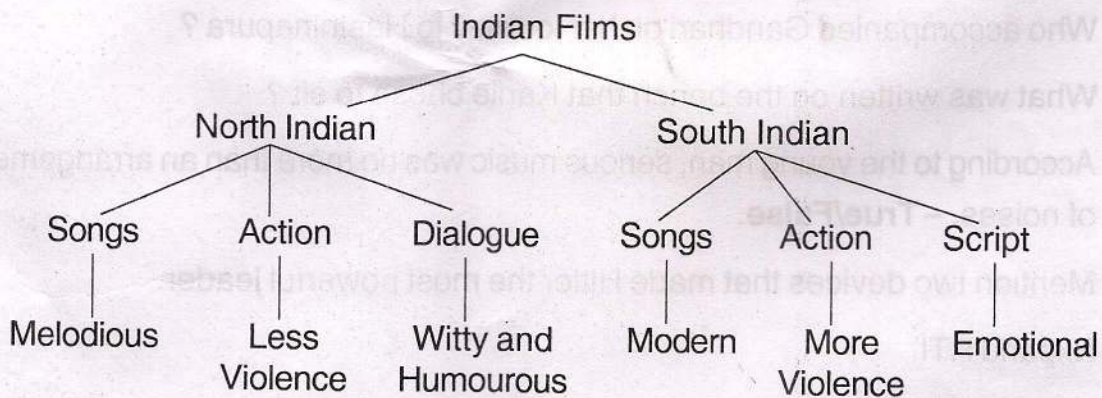 Indian Films
North Indian South Indian
Songs Action Dialogue Songs Action Script
Melodious Less Witty and Modern More Emotional
Violence Humourous Violence